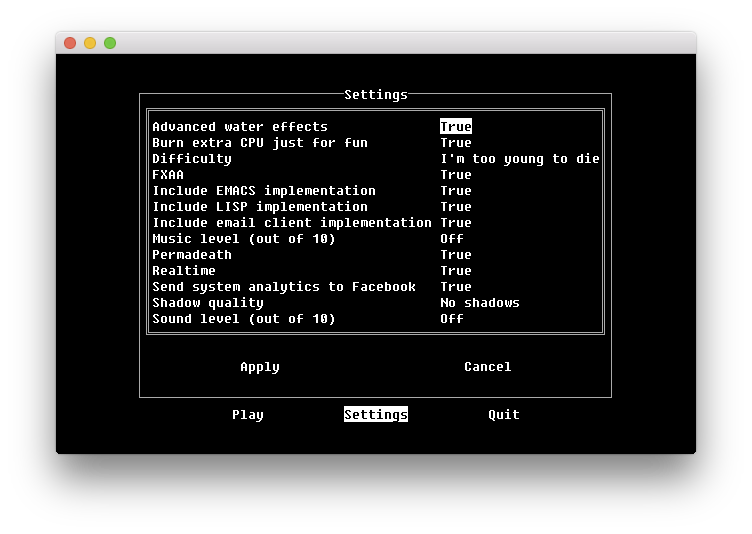 Settings
Advanced water effects True
Burn extra CPU just for fun True
Difficulty I'm too young to die
FXAA True
Include EMACS implementation True
Include LISP implementation True
Include email client implementation True
Music level (out of 10) Off
Permadeath True
Realtime True
Send system analytics to Facebook True
Shadow quality No shadows
Sound level (out of 10) Off
Apply Cancel
Play Settings Quit